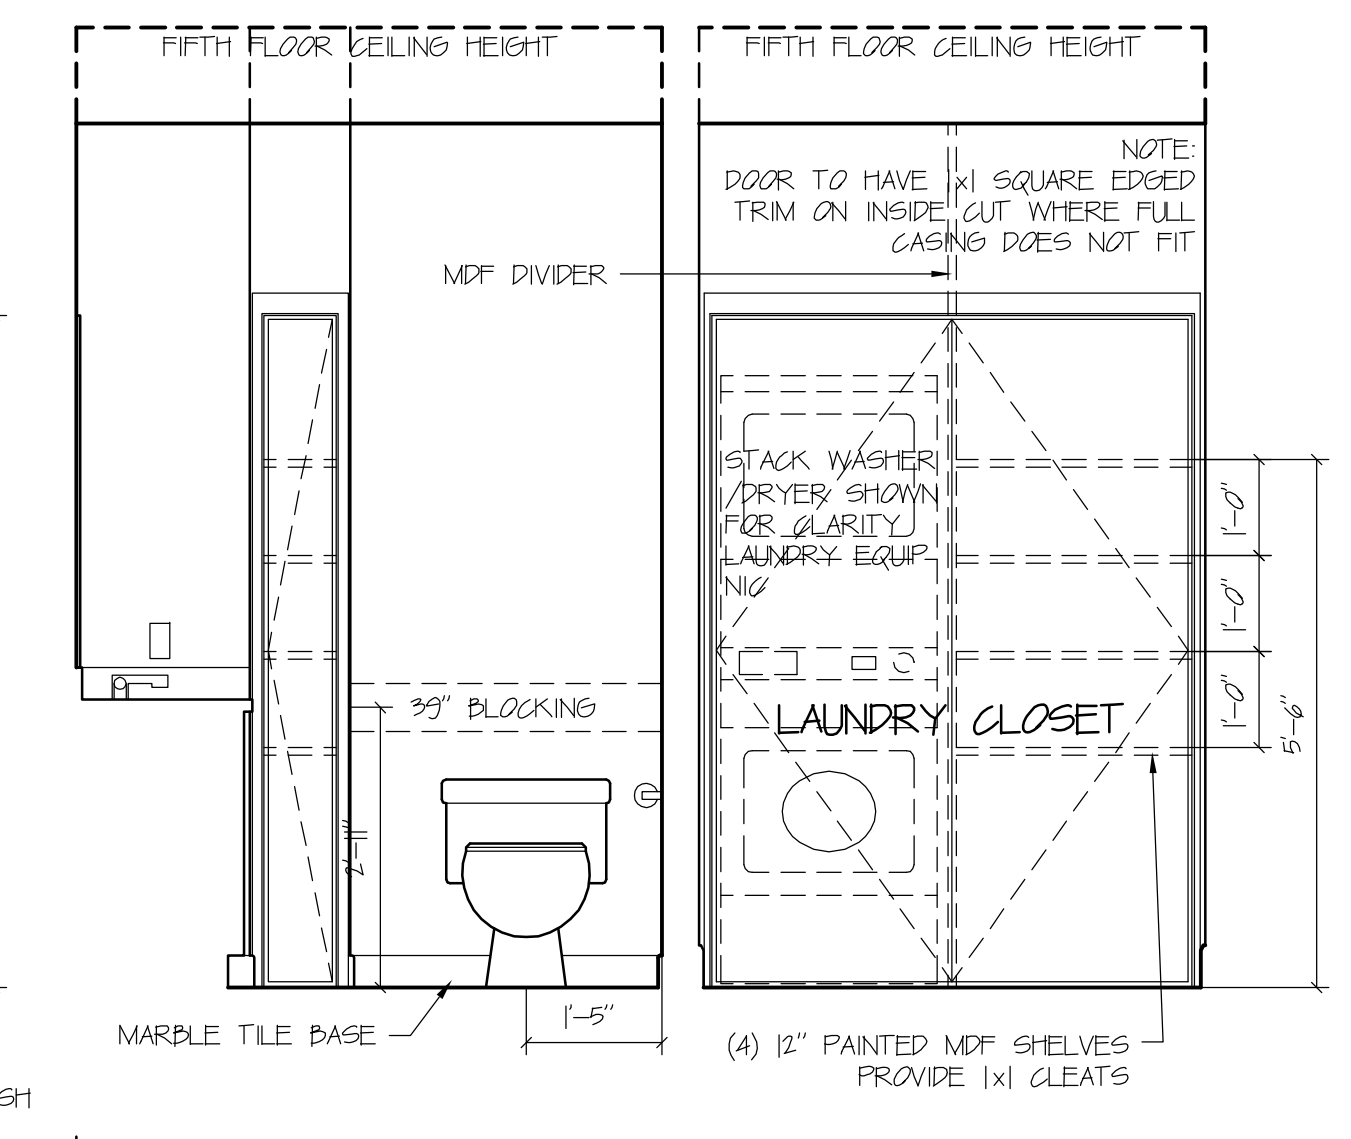 FIFTH FLOOR CEILING HEIGHT
FIFTH FLOOR CEILING HEIGHT
NOTE:
DOOR TO HAVE 1x1 SQUARE EDGED
TRIM ON INSIDE CUT WHERE FULL
CASING DOES NOT FIT
MDF DIVIDER
STACK WASHER
/DRYER SHOWN
FOR CLARITY
LAUNDRY EQUIP
NIC
1'-0"
1'-0"
1'-0"
5'-6"
39" BLOCKING
LAUNDRY CLOSET
2'-11"
1'-5"
MARBLE TILE BASE
(4) 12" PAINTED MDF SHELVES
PROVIDE 1x1 CLEATS
SH